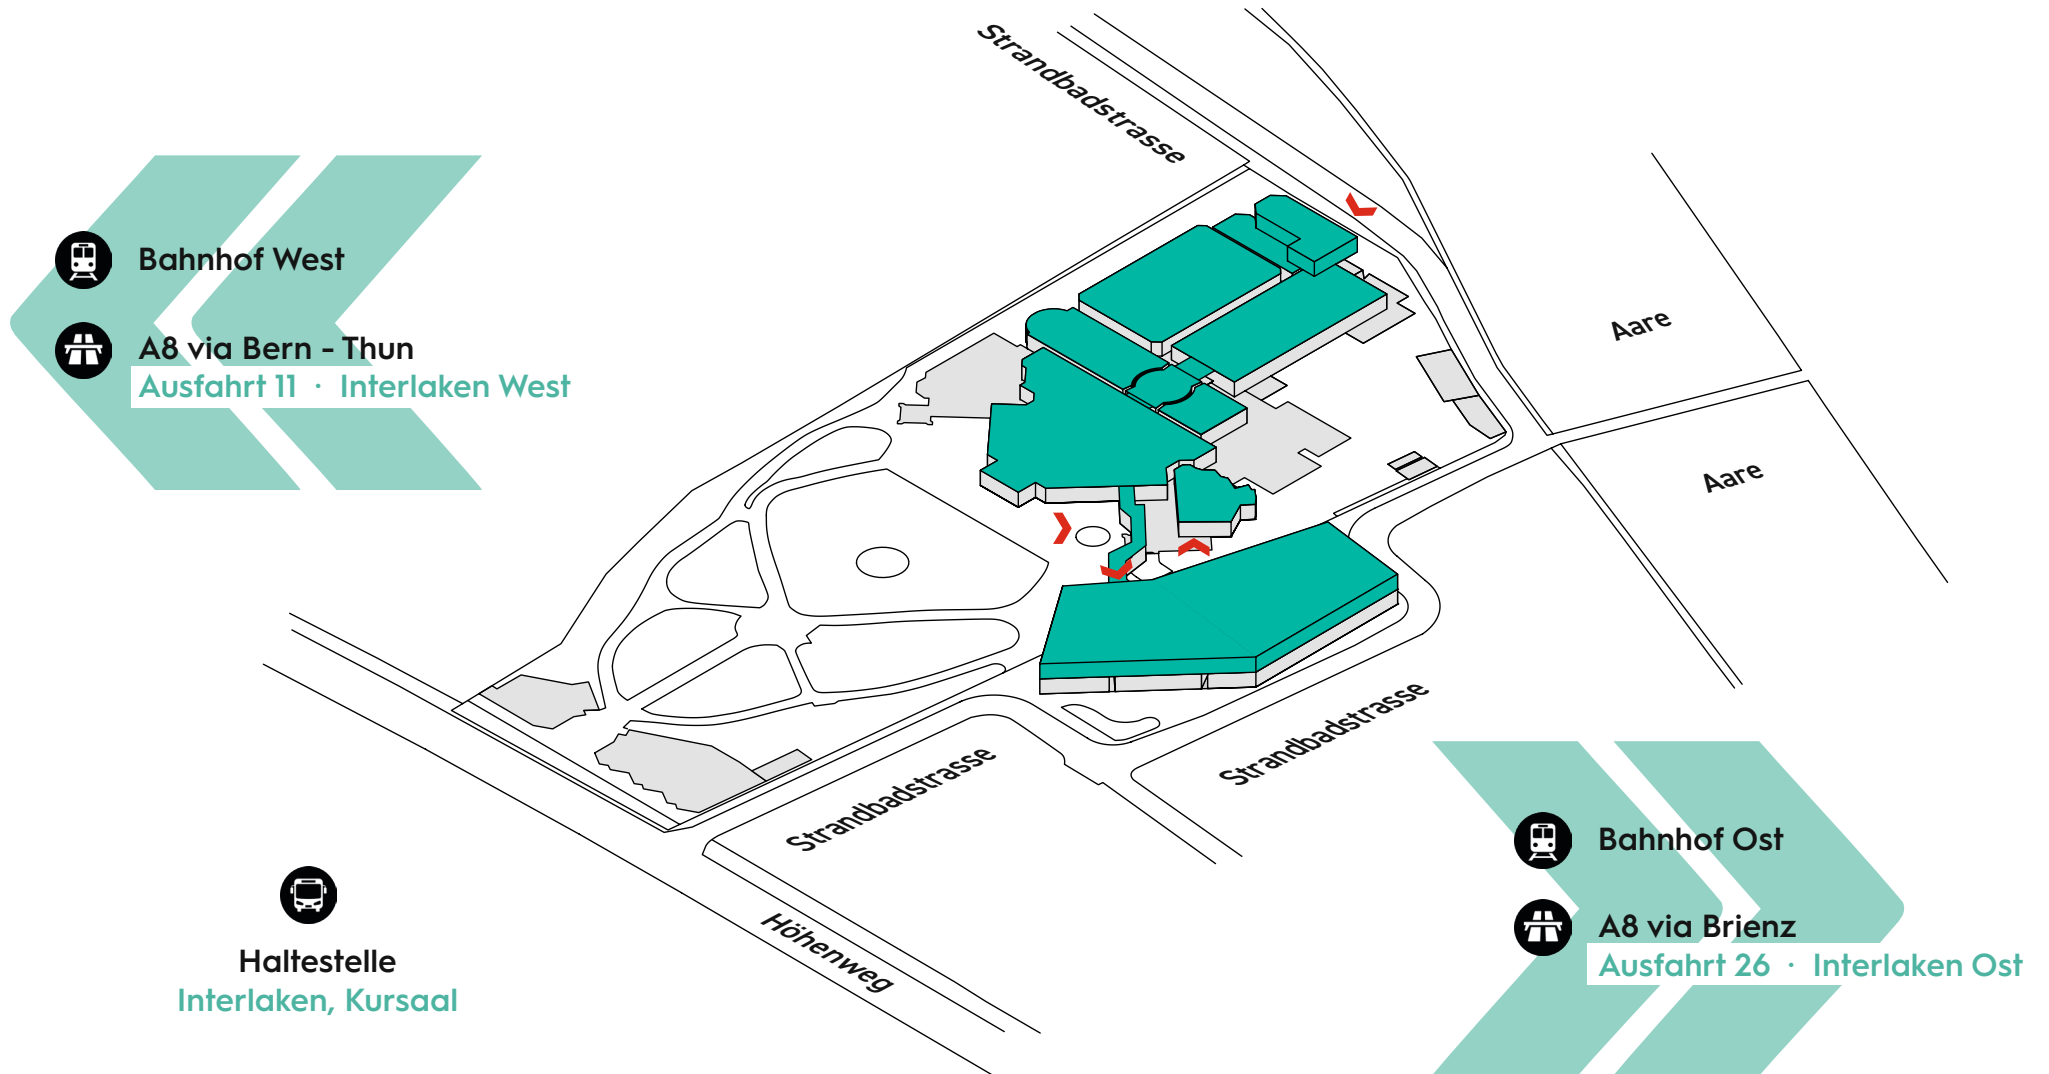 Strandbadstrasse
Bahnhof West
A8 via Bern - Thun
Ausfahrt 11 · Interlaken West
Aare
Aare
Strandbadstrasse
Strandbadstrasse
Höhenweg
Haltestelle
Interlaken, Kursaal
Bahnhof Ost
A8 via Brienz
Ausfahrt 26 · Interlaken Ost